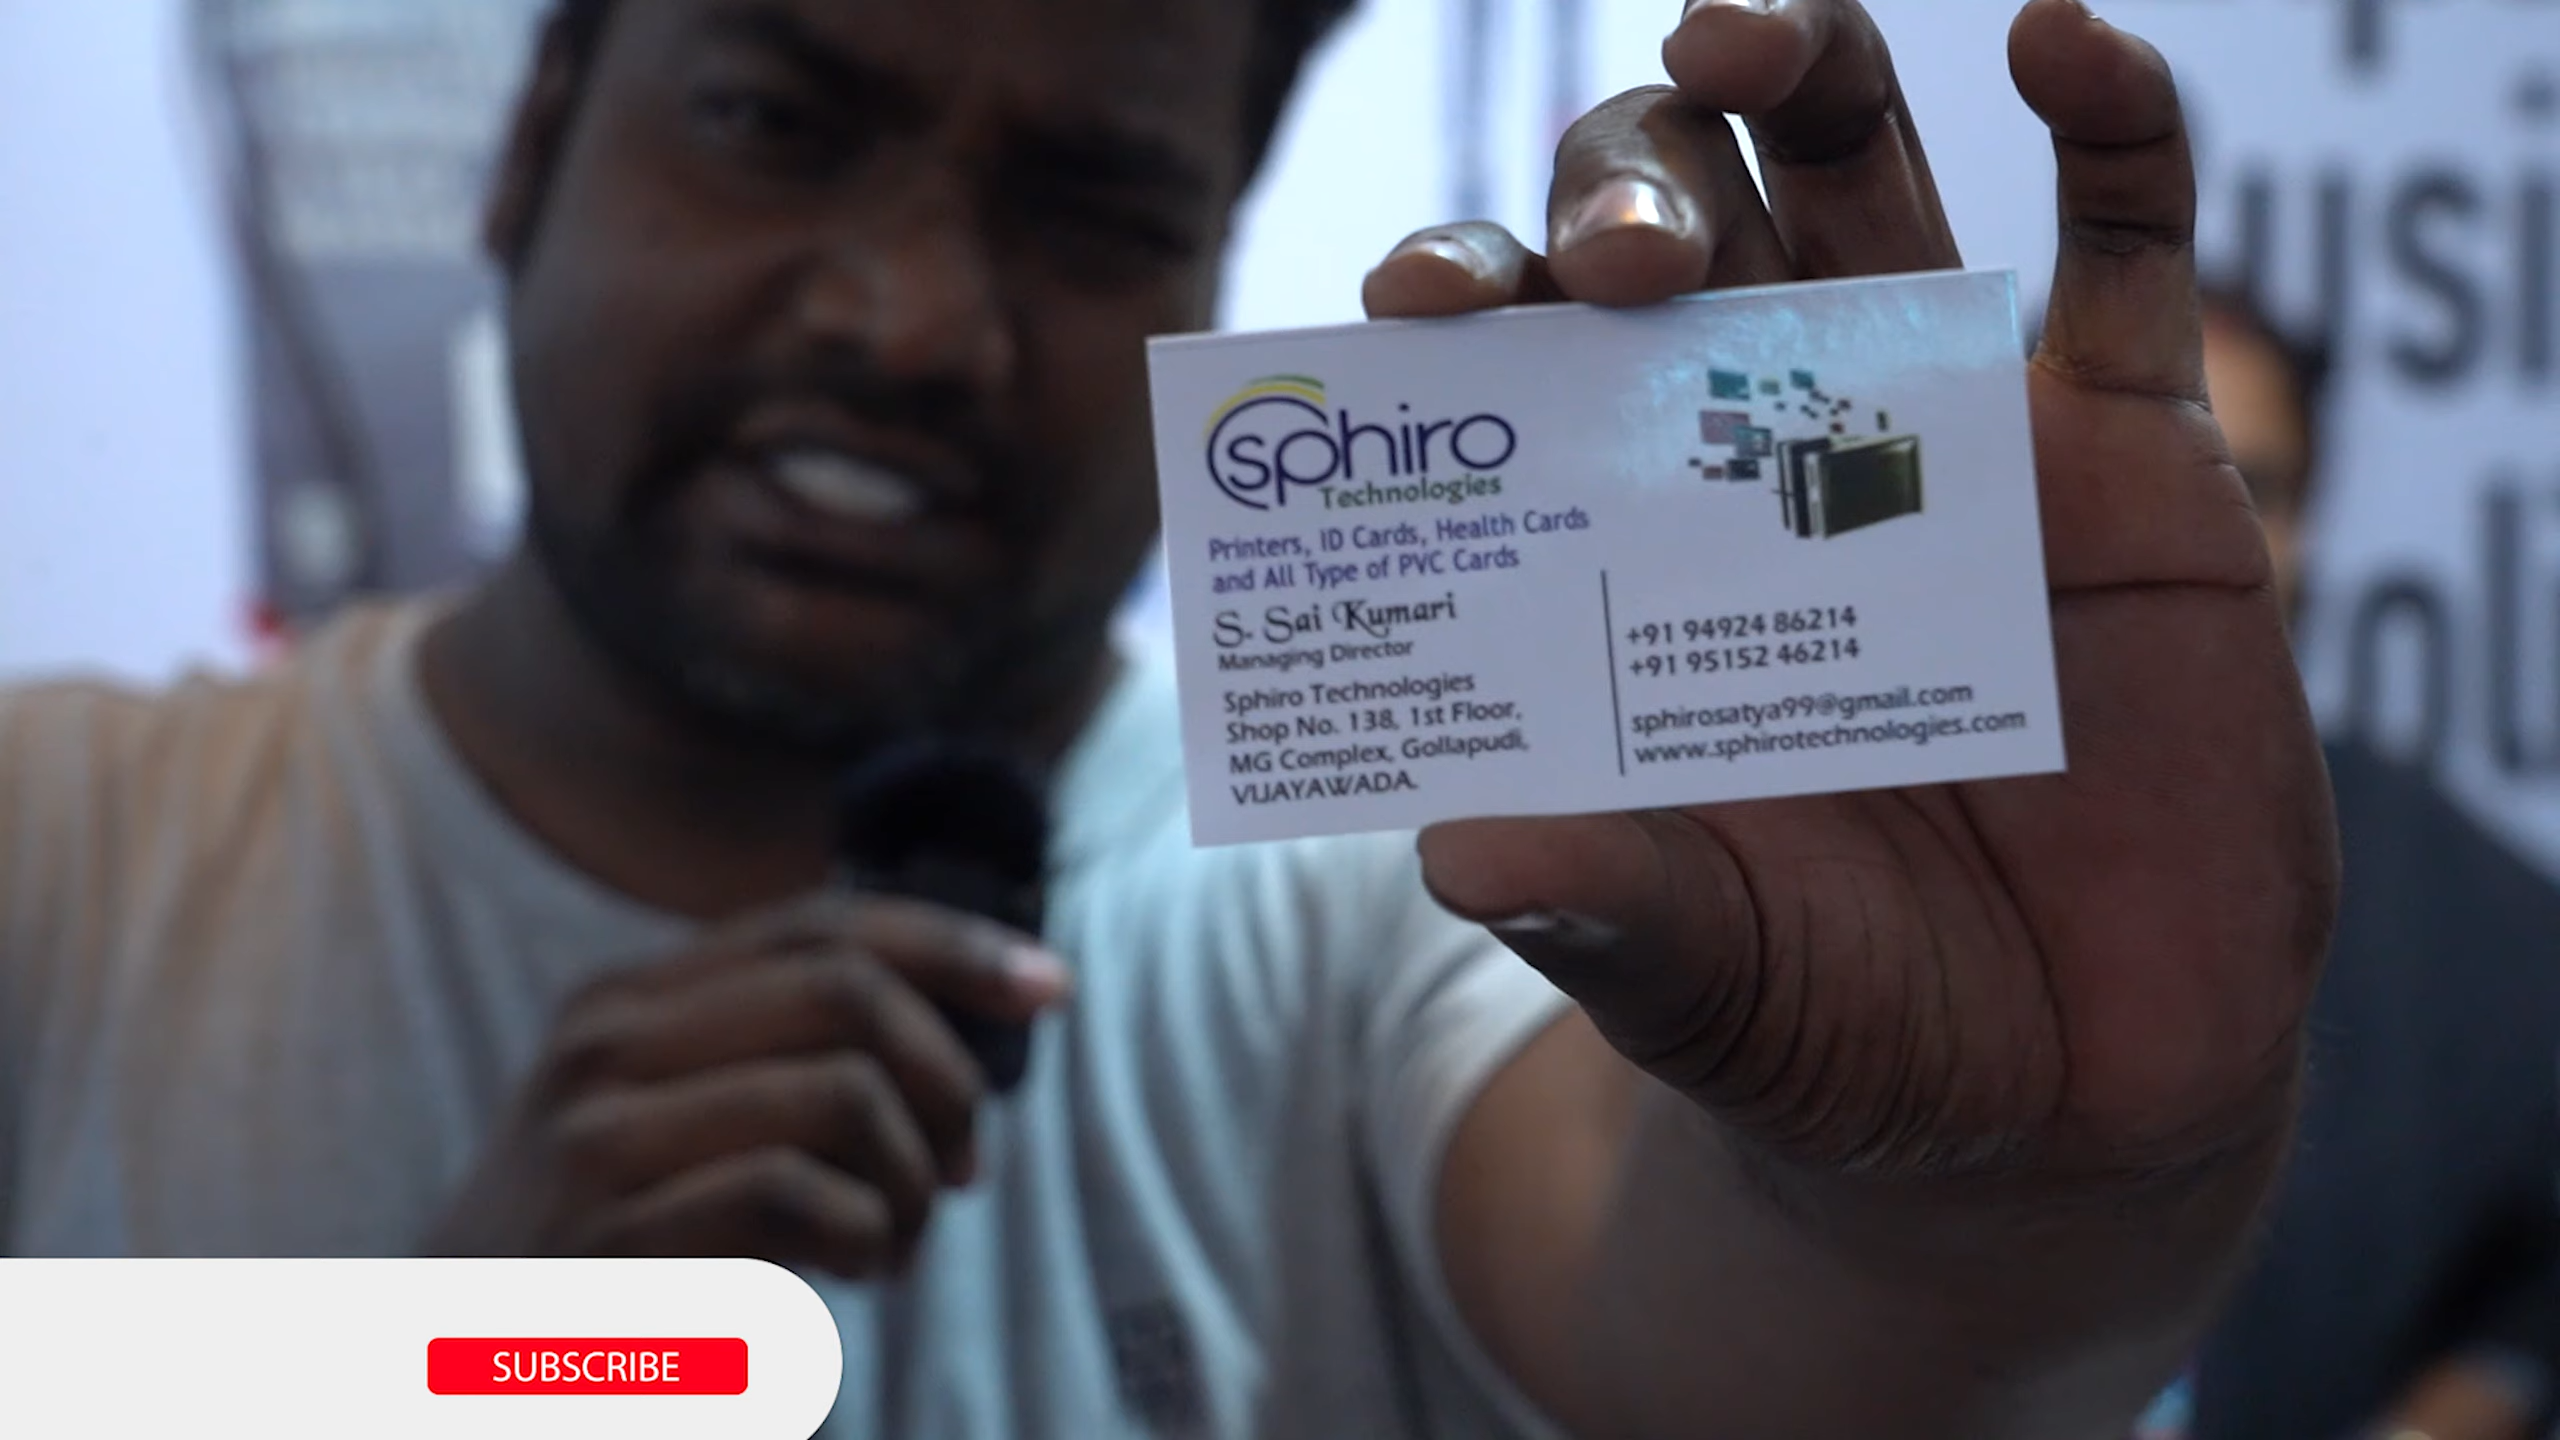 sphiro
Technologies
Printers, ID Cards, Health Cards
and All Type of PVC Cards
S. Sai Kumari
Managing Director
Sphiro Technologies
Shop No. 138, 1st Floor,
MG Complex, Gollapudi,
VIJAYAWADA.
+91 94924 86214
+91 95152 46214
sphirosatya99@gmail.com
www.sphirotechnologies.com
SUBSCRIBE